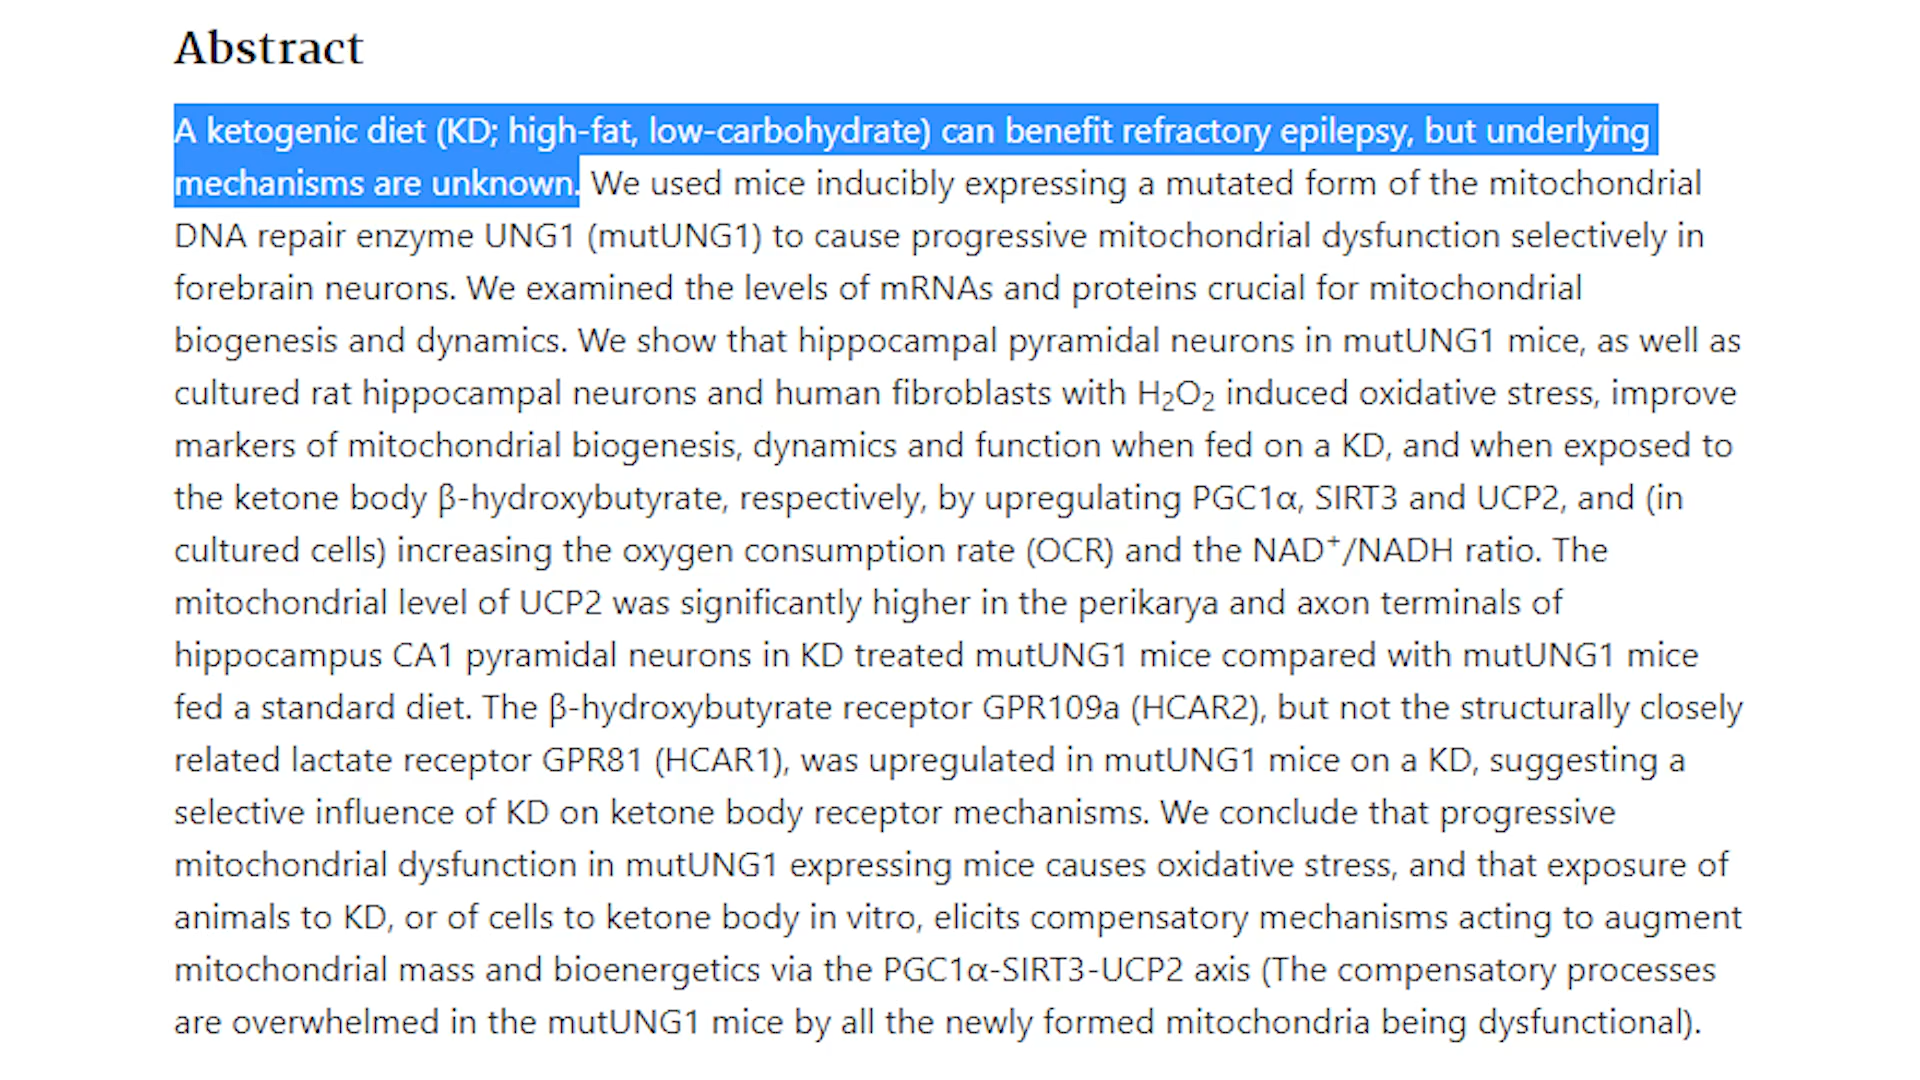 Abstract
A ketogenic diet (KD; high-fat, low-carbohydrate) can benefit refractory epilepsy, but underlying
mechanisms are unknown. We used mice inducibly expressing a mutated form of the mitochondrial
DNA repair enzyme UNG1 (mutUNG1) to cause progressive mitochondrial dysfunction selectively in
forebrain neurons. We examined the levels of mRNAs and proteins crucial for mitochondrial
biogenesis and dynamics. We show that hippocampal pyramidal neurons in mutUNG1 mice, as well as
cultured rat hippocampal neurons and human fibroblasts with H₂O₂ induced oxidative stress, improve
markers of mitochondrial biogenesis, dynamics and function when fed on a KD, and when exposed to
the ketone body β-hydroxybutyrate, respectively, by upregulating PGC1α, SIRT3 and UCP2, and (in
cultured cells) increasing the oxygen consumption rate (OCR) and the NAD⁺/NADH ratio. The
mitochondrial level of UCP2 was significantly higher in the perikarya and axon terminals of
hippocampus CA1 pyramidal neurons in KD treated mutUNG1 mice compared with mutUNG1 mice
fed a standard diet. The β-hydroxybutyrate receptor GPR109a (HCAR2), but not the structurally closely
related lactate receptor GPR81 (HCAR1), was upregulated in mutUNG1 mice on a KD, suggesting a
selective influence of KD on ketone body receptor mechanisms. We conclude that progressive
mitochondrial dysfunction in mutUNG1 expressing mice causes oxidative stress, and that exposure of
animals to KD, or of cells to ketone body in vitro, elicits compensatory mechanisms acting to augment
mitochondrial mass and bioenergetics via the PGC1α-SIRT3-UCP2 axis (The compensatory processes
are overwhelmed in the mutUNG1 mice by all the newly formed mitochondria being dysfunctional).